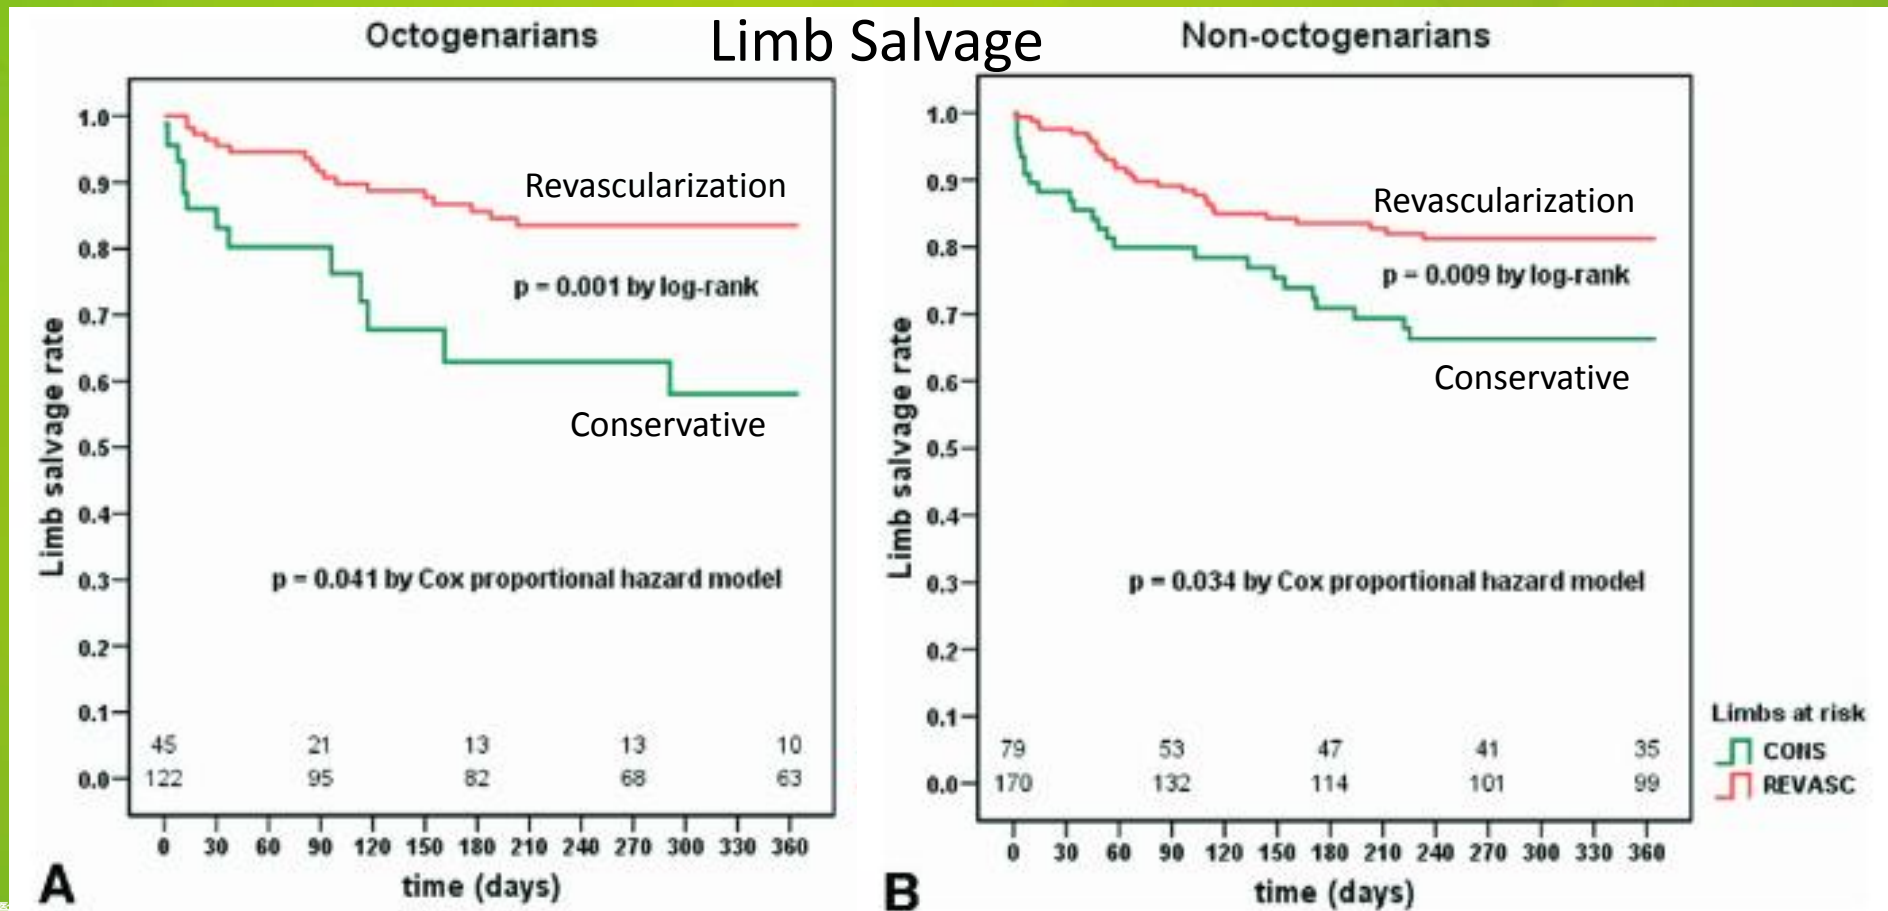 Limb Salvage
Octogenarians
Limb salvage rate
1.0
0.9
0.8
0.7
0.6
0.5
0.4
0.3
0.2
0.1
0.0
Revascularization
p = 0.001 by log-rank
Conservative
p = 0.041 by Cox proportional hazard model
45 21 13 13 10
122 95 82 68 63
0 30 60 90 120 150 180 210 240 270 300 330 360
time (days)
A
Non-octogenarians
Limb salvage rate
1.0
0.9
0.8
0.7
0.6
0.5
0.4
0.3
0.2
0.1
0.0
Revascularization
p = 0.009 by log-rank
Conservative
p = 0.034 by Cox proportional hazard model
79 53 47 41 35
170 132 114 101 99
0 30 60 90 120 150 180 210 240 270 300 330 360
time (days)
B
Limbs at risk
CONS
REVASC